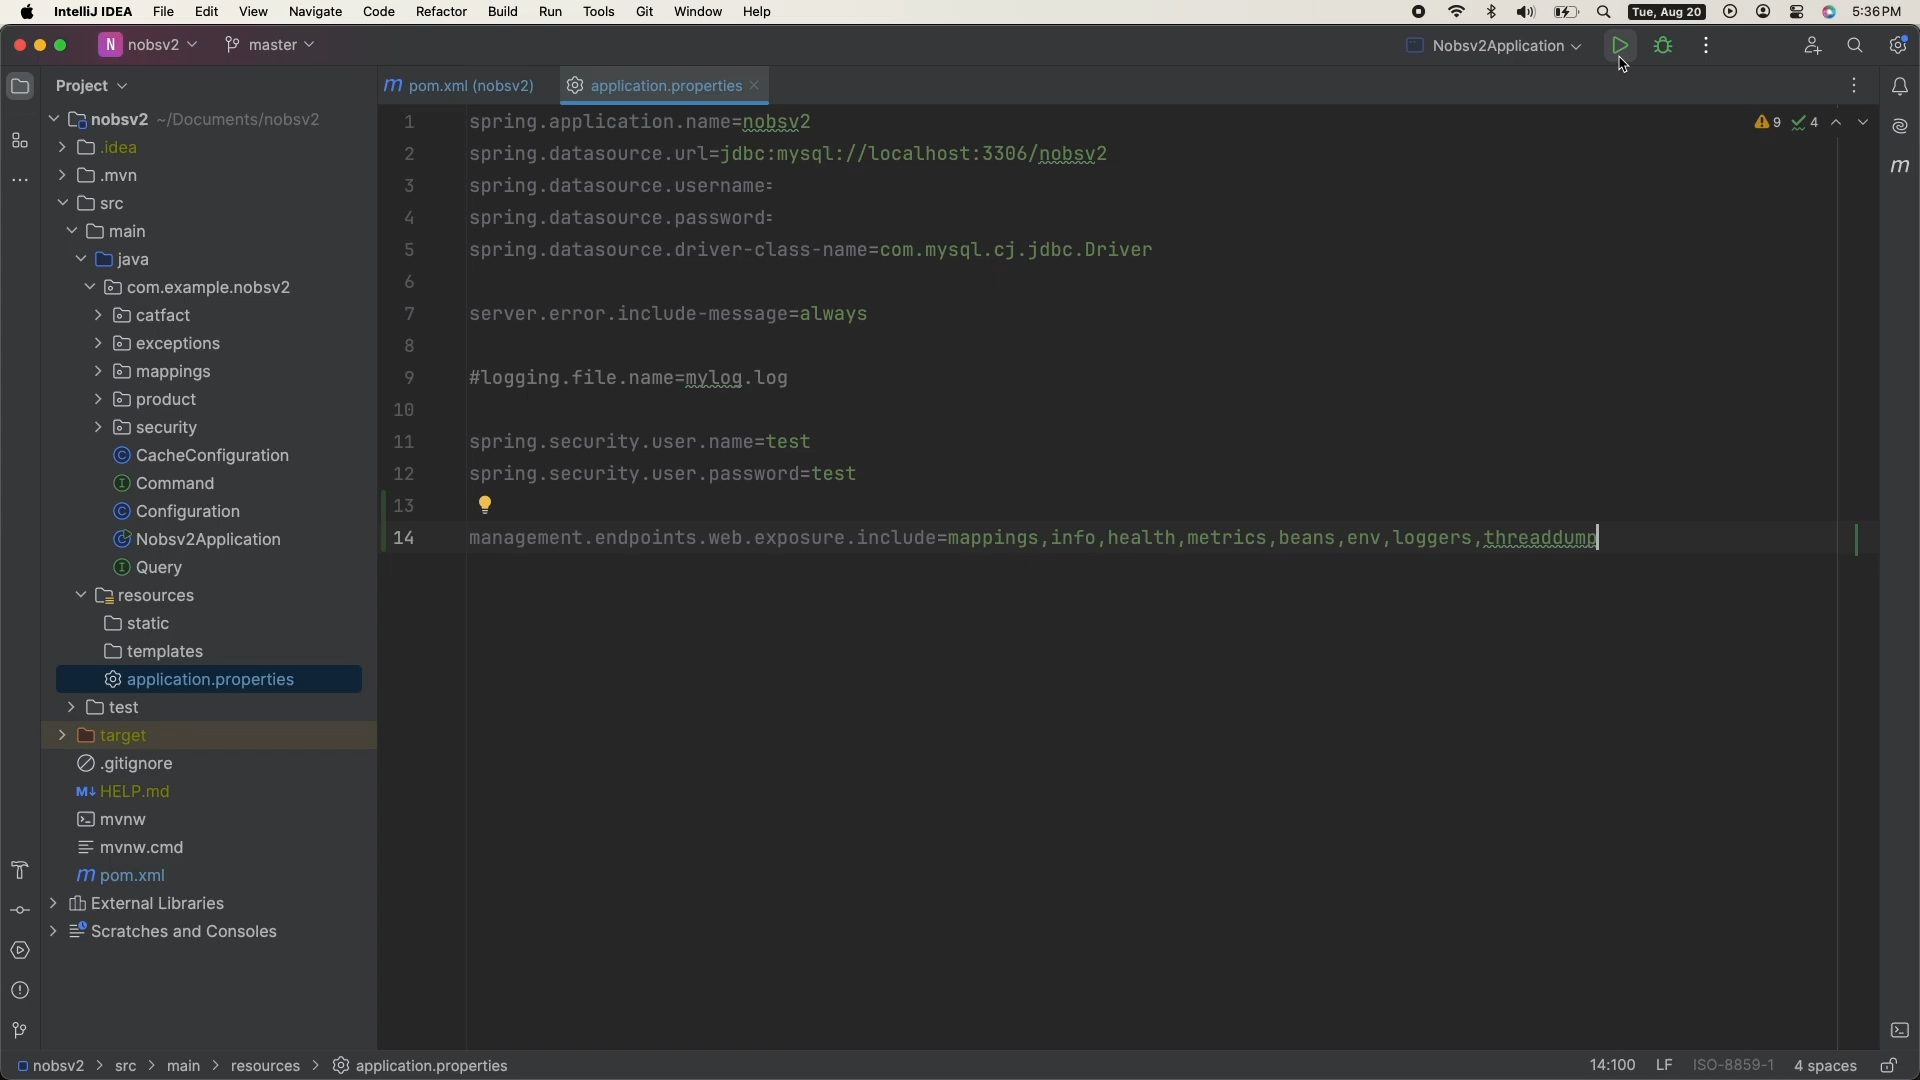 IntelliJ IDEA File Edit View Navigate Code Refactor Build Run Tools Git Window Help Tue, Aug 20 5:36 PM
N nobsv2 master Nobsv2Application
Project
pom.xml (nobsv2) application.properties
nobsv2 ~/Documents/nobsv2
.idea
.mvn
src
main
java
com.example.nobsv2
catfact
exceptions
mappings
product
security
CacheConfiguration
Command
Configuration
Nobsv2Application
Query
resources
static
templates
application.properties
test
target
.gitignore
HELP.md
mvnw
mvnw.cmd
pom.xml
External Libraries
Scratches and Consoles
1 spring.application.name=nobsv2
2 spring.datasource.url=jdbc:mysql://localhost:3306/nobsv2
3 spring.datasource.username=
4 spring.datasource.password=
5 spring.datasource.driver-class-name=com.mysql.cj.jdbc.Driver
6
7 server.error.include-message=always
8
9 #logging.file.name=mylog.log
10
11 spring.security.user.name=test
12 spring.security.user.password=test
13
14 management.endpoints.web.exposure.include=mappings,info,health,metrics,beans,env,loggers,threaddump
9 4
nobsv2 > src > main > resources > application.properties
14:100 LF ISO-8859-1 4 spaces